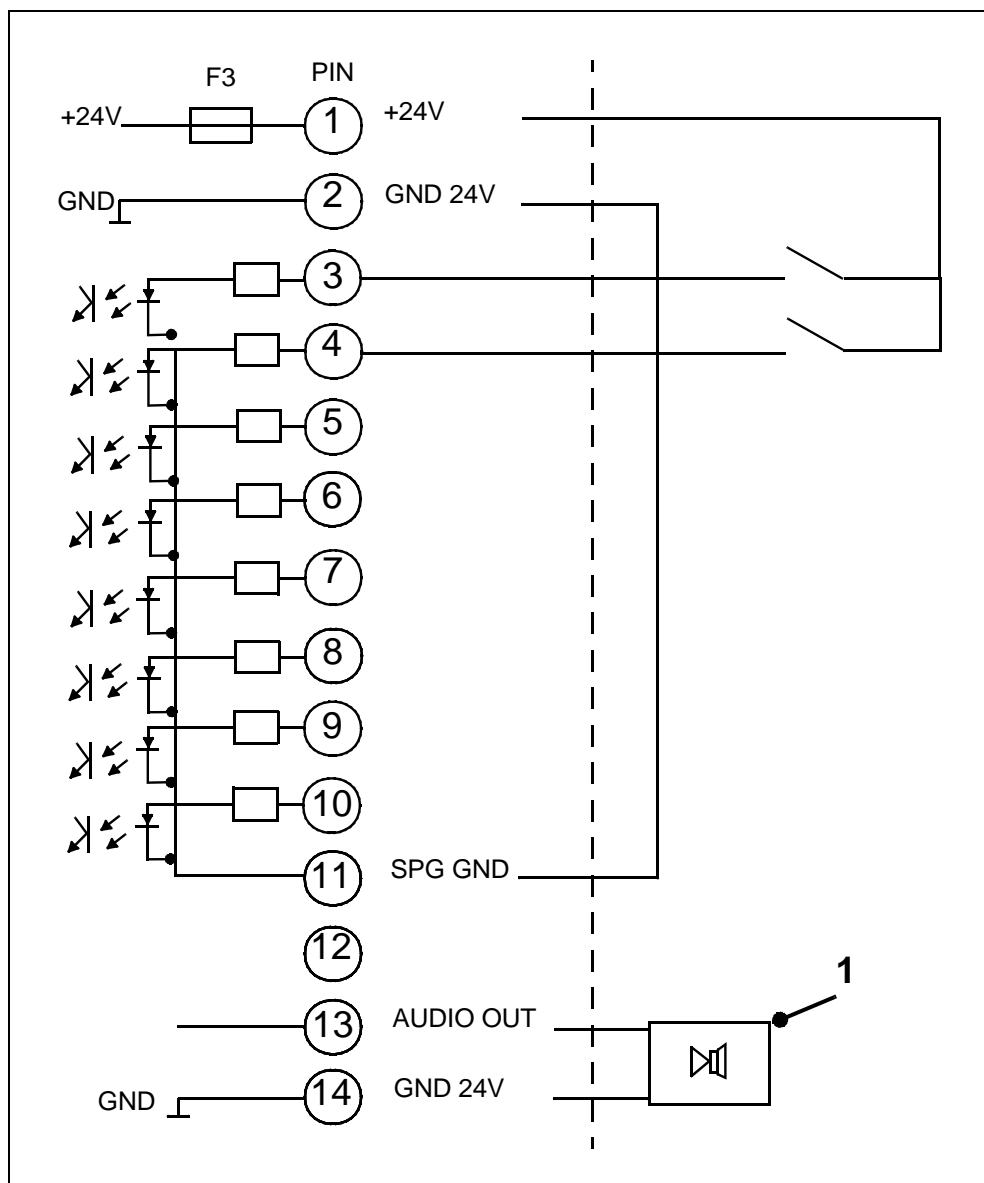 F3 PIN
+24V 1 +24V
GND 2 GND 24V
3
4
5
6
7
8
9
10
11 SPG GND
12
1
13 AUDIO OUT
GND 14 GND 24V